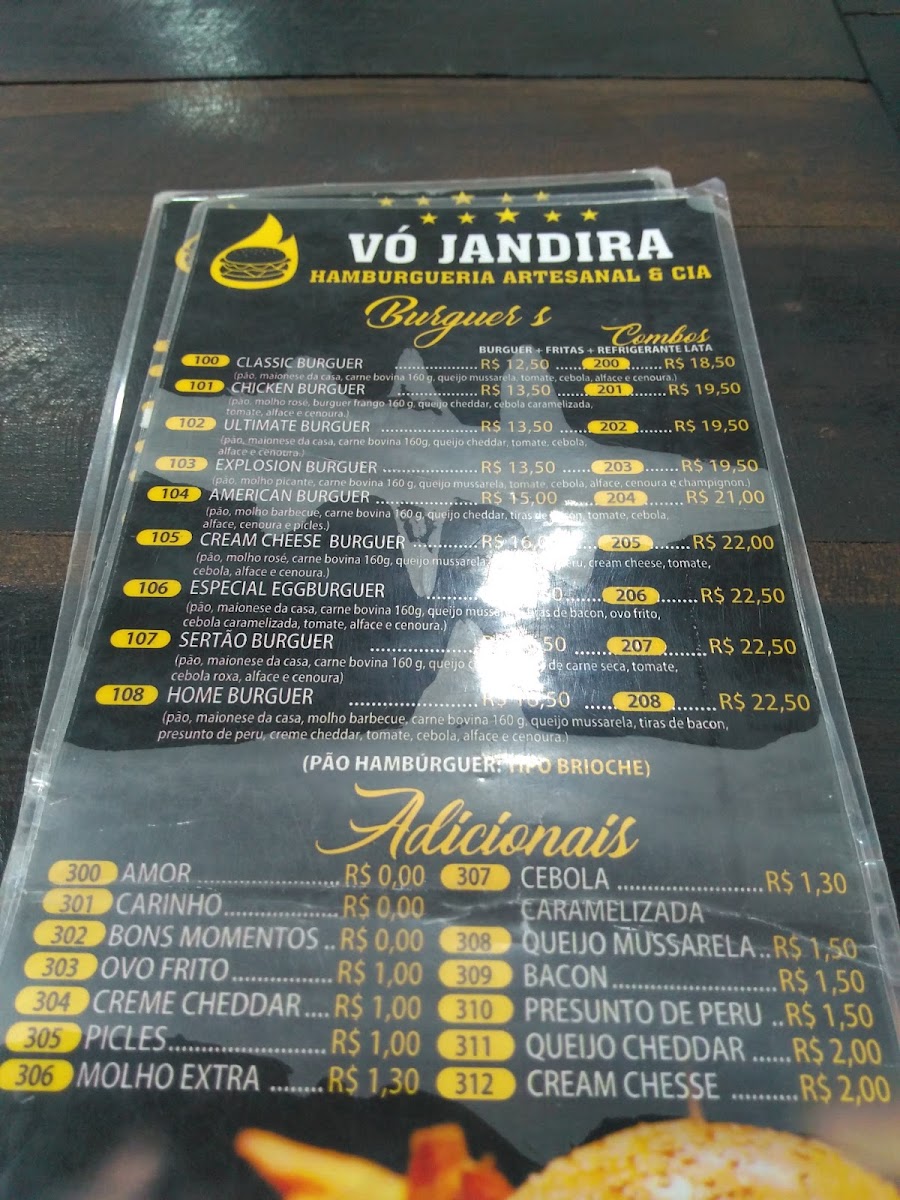 VÓ JANDIRA
HAMBURGUERIA ARTESANAL & CIA
Burguer s
Combos
BURGUER + FRITAS + REFRIGERANTE LATA
100 CLASSIC BURGUER R$ 12,50 200 R$ 18,50
(pão, maionese da casa, carne bovina 160 g, queijo mussarela, tomate, cebola, alface e cenoura.)
101 CHICKEN BURGUER R$ 13,50 201 R$ 19,50
(pão, molho rosé, burguer frango 160 g, queijo cheddar, cebola caramelizada,
tomate, alface e cenoura.)
102 ULTIMATE BURGUER R$ 13,50 202 R$ 19,50
(pão, maionese da casa, carne bovina 160g, queijo cheddar, tomate, cebola,
alface e cenoura.)
103 EXPLOSION BURGUER R$ 13,50 203 R$ 19,50
(pão, molho picante, carne bovina 160 g, queijo mussarela, tomate, cebola, alface, cenoura e champignon.)
104 AMERICAN BURGUER R$ 15,00 204 R$ 21,00
(pão, molho barbecue, carne bovina 160 g, queijo cheddar, tiras de bacon, tomate, cebola,
alface, cenoura e picles.)
105 CREAM CHEESE BURGUER R$ 16,00 205 R$ 22,00
(pão, molho rosé, carne bovina 160g, queijo mussarela, cream cheese, tomate,
cebola, alface e cenoura.)
106 ESPECIAL EGGBURGUER 206 R$ 22,50
(pão, maionese da casa, carne bovina 160g, queijo tiras de bacon, ovo frito,
cebola caramelizada, tomate, alface e cenoura.)
107 SERTÃO BURGUER 207 R$ 22,50
(pão, maionese da casa, carne bovina 160 g, queijo de carne seca, tomate,
cebola roxa, alface e cenoura)
108 HOME BURGUER R$ 16,50 208 R$ 22,50
(pão, maionese da casa, molho barbecue, carne bovina 160 g, queijo mussarela, tiras de bacon,
presunto de peru, creme cheddar, tomate, cebola, alface e cenoura.)
(PÃO HAMBÚRGUER: TIPO BRIOCHE)
Adicionais
300 AMOR R$ 0,00
301 CARINHO R$ 0,00
302 BONS MOMENTOS R$ 0,00
303 OVO FRITO R$ 1,00
304 CREME CHEDDAR R$ 1,00
305 PICLES R$ 1,00
306 MOLHO EXTRA R$ 1,30
307 CEBOLA R$ 1,30
CARAMELIZADA
308 QUEIJO MUSSARELA R$ 1,50
309 BACON R$ 1,50
310 PRESUNTO DE PERU R$ 1,50
311 QUEIJO CHEDDAR R$ 2,00
312 CREAM CHESSE R$ 2,00